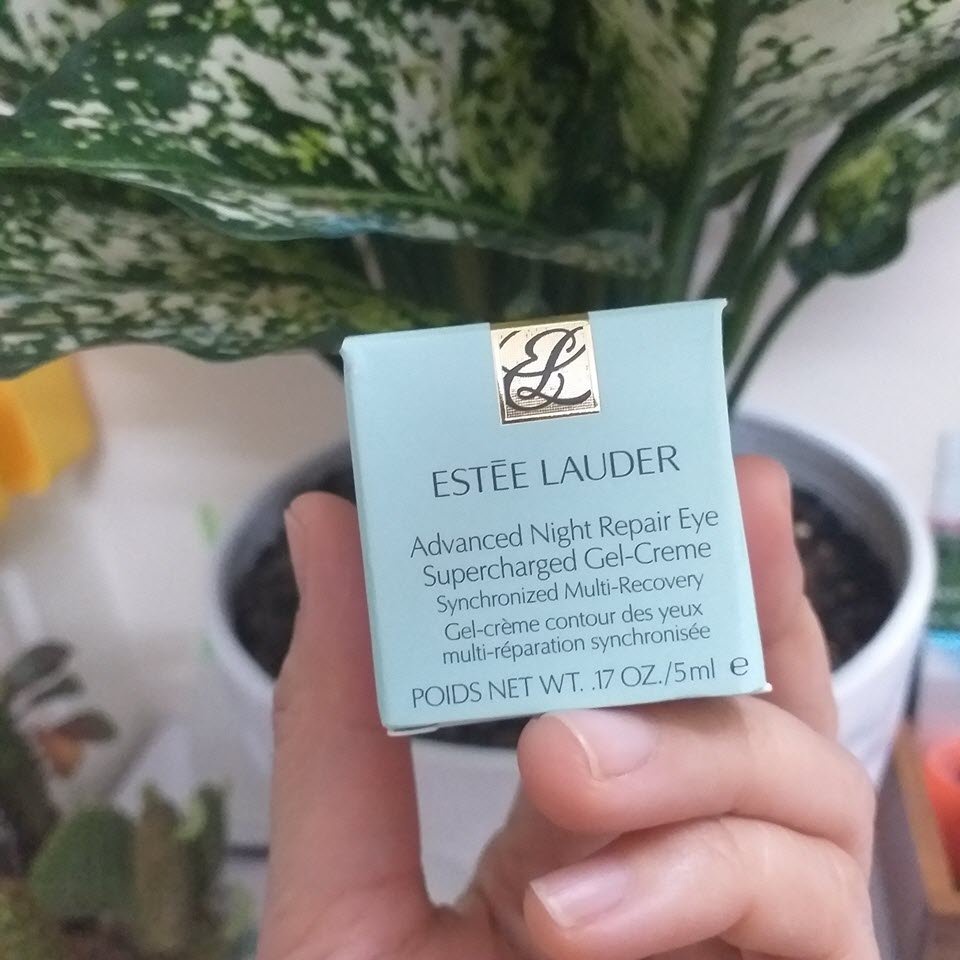 EL
ESTĒE LAUDER
Advanced Night Repair Eye
Supercharged Gel-Creme
Synchronized Multi-Recovery
Gel-crème contour des yeux
multi-réparation synchronisée
POIDS NET WT. .17 OZ./5ml e